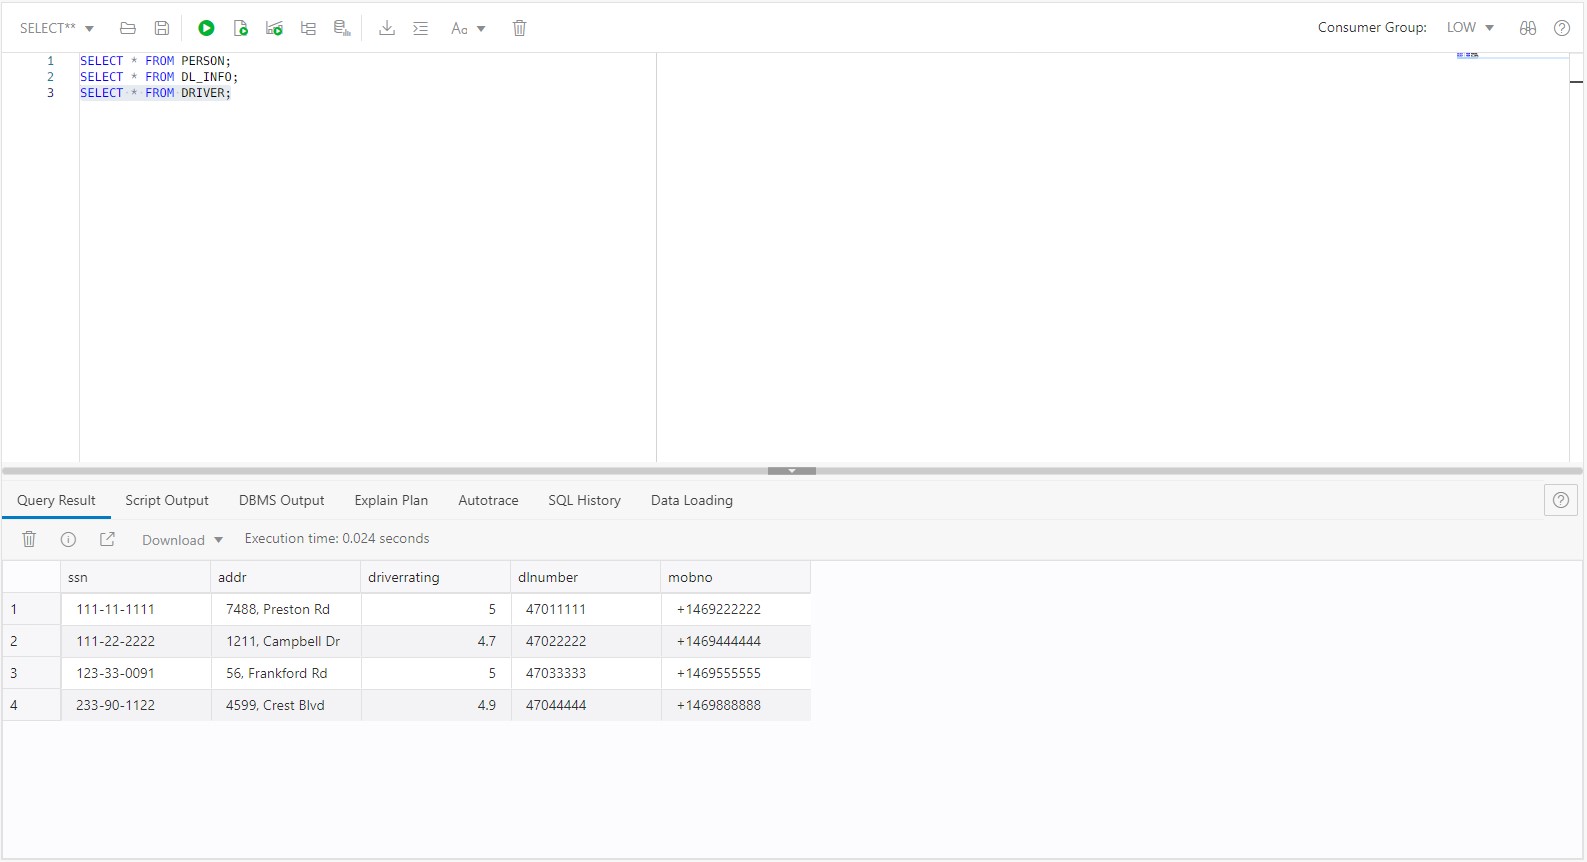 SELECT** Aa Consumer Group: LOW
1 SELECT * FROM PERSON;
2 SELECT * FROM DL_INFO;
3 SELECT * FROM DRIVER;
Query Result Script Output DBMS Output Explain Plan Autotrace SQL History Data Loading
Download Execution time: 0.024 seconds
ssn addr driverrating dlnumber mobno
1 111-11-1111 7488, Preston Rd 5 47011111 +1469222222
2 111-22-2222 1211, Campbell Dr 4.7 47022222 +1469444444
3 123-33-0091 56, Frankford Rd 5 47033333 +1469555555
4 233-90-1122 4599, Crest Blvd 4.9 47044444 +1469888888